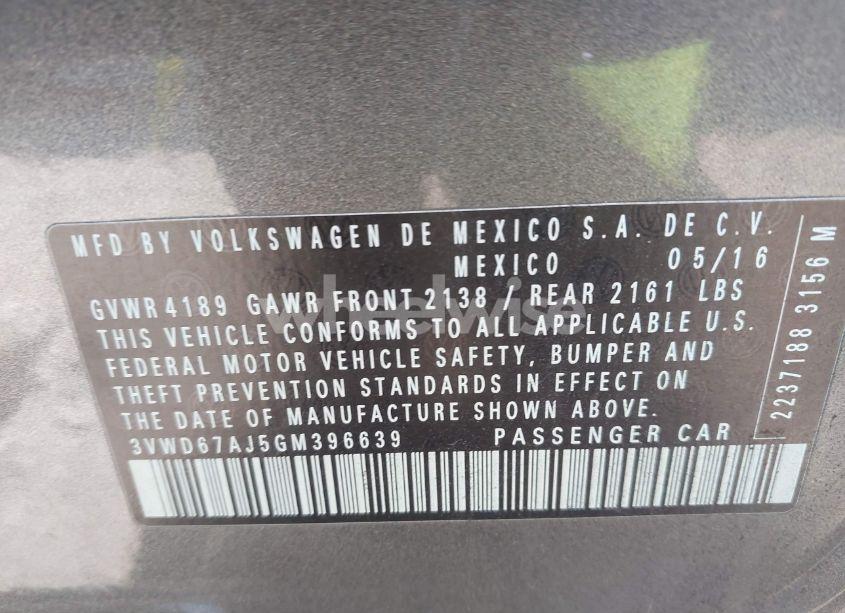 MFD BY VOLKSWAGEN DE MEXICO S.A. DE C.V.
MEXICO 05/16
GVWR 4189 GAWR FRONT 2138 / REAR 2161 LBS
THIS VEHICLE CONFORMS TO ALL APPLICABLE U.S.
FEDERAL MOTOR VEHICLE SAFETY, BUMPER AND
THEFT PREVENTION STANDARDS IN EFFECT ON
THE DATE OF MANUFACTURE SHOWN ABOVE.
3VWD67AJ5GM396639 PASSENGER CAR
2237188 3156 M
wheelwise